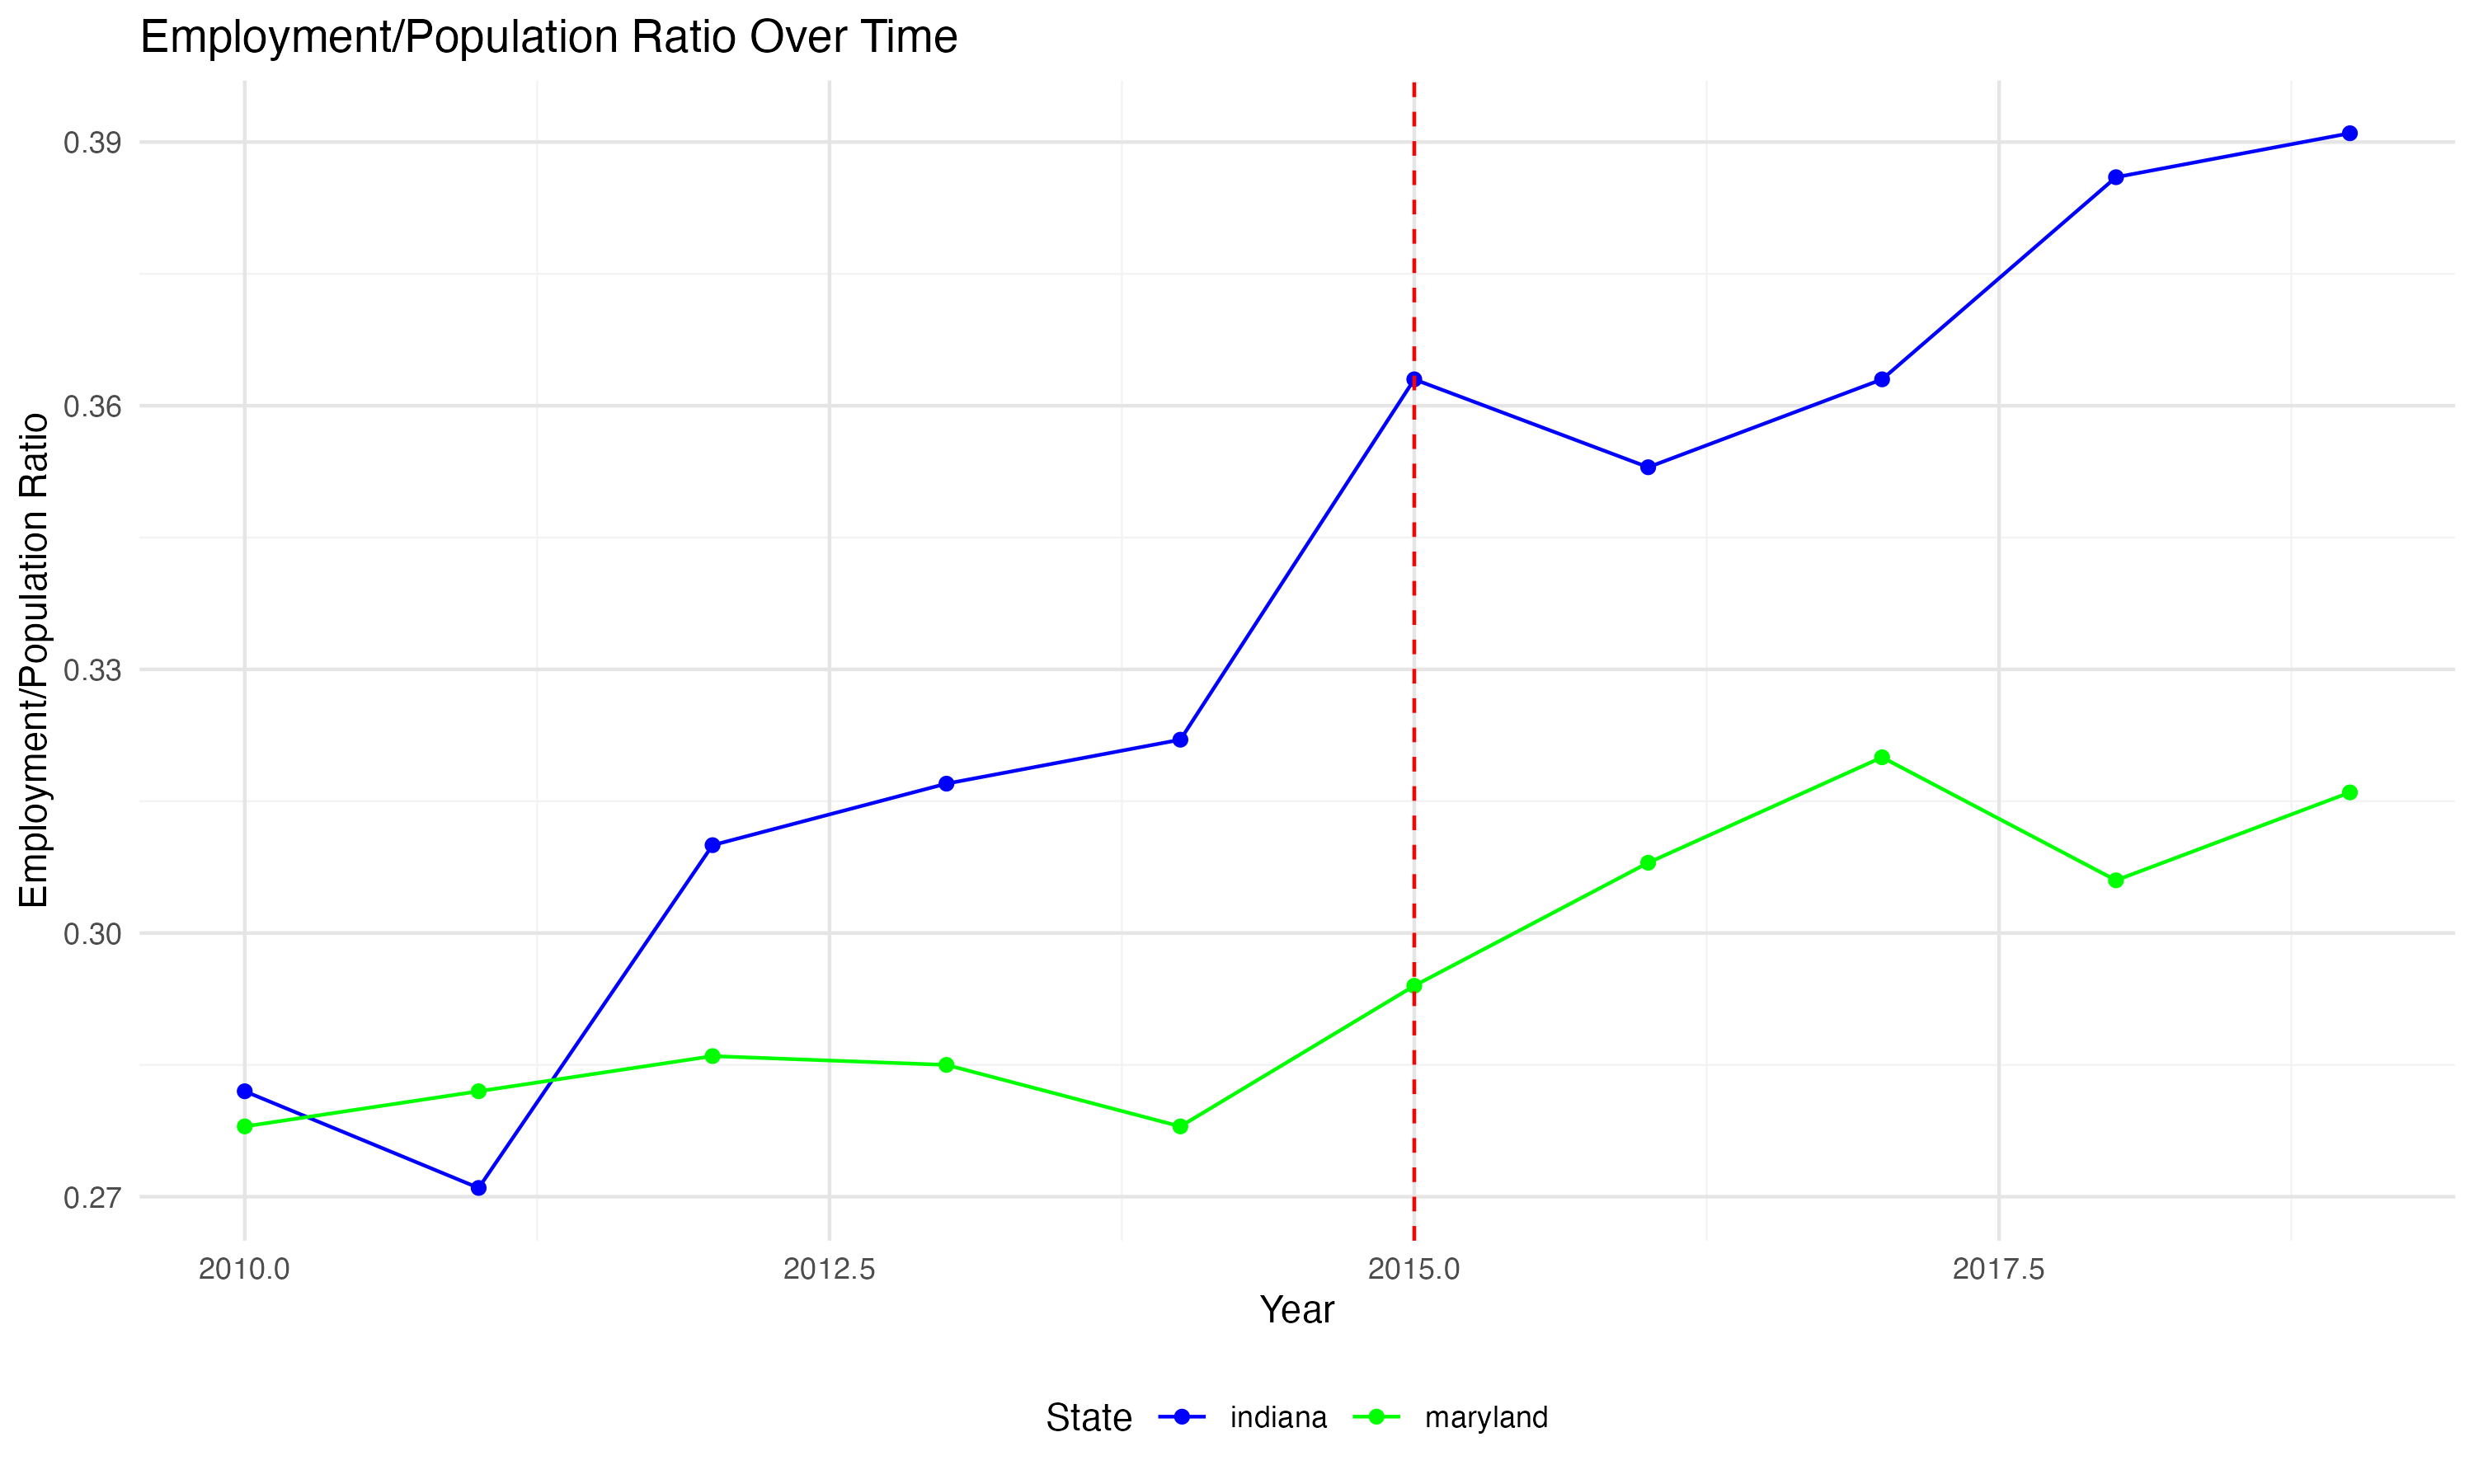 Employment/Population Ratio Over Time
Employment/Population Ratio
0.39
0.36
0.33
0.30
0.27
2010.0 2012.5 2015.0 2017.5
Year
State indiana maryland